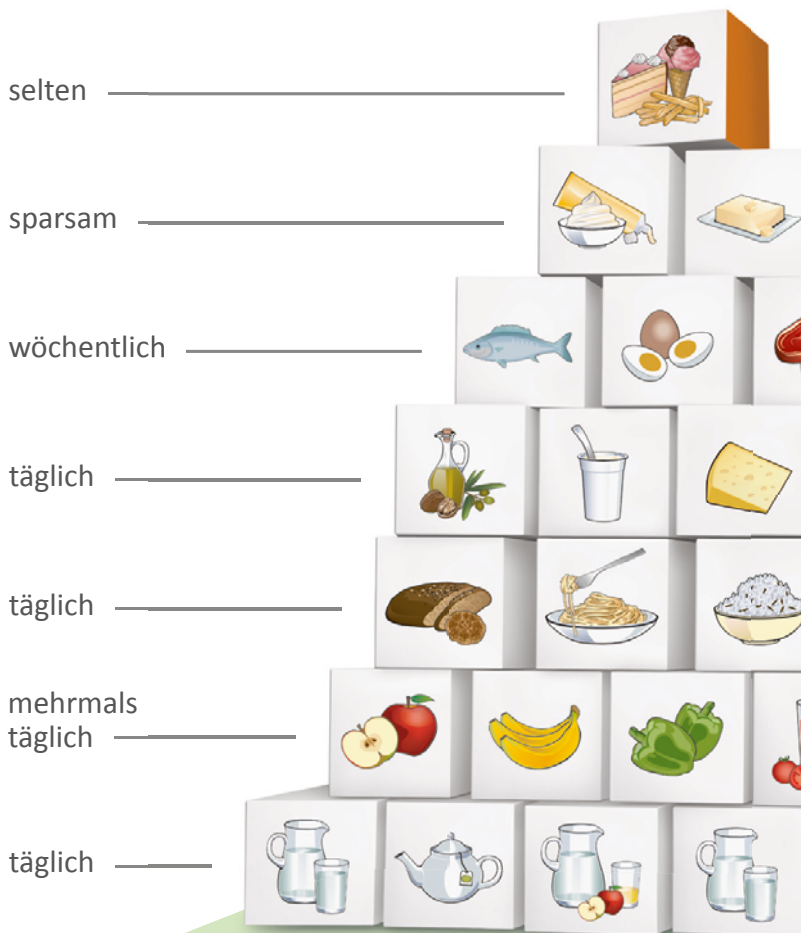 selten
sparsam
wöchentlich
täglich
täglich
mehrmals
täglich
täglich